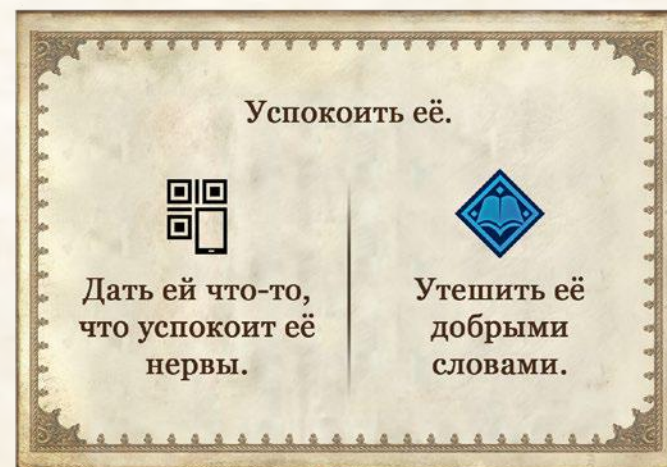 Успокоить её.
Дать ей что-то,
что успокоит её
нервы.
Утешить её
добрыми
словами.